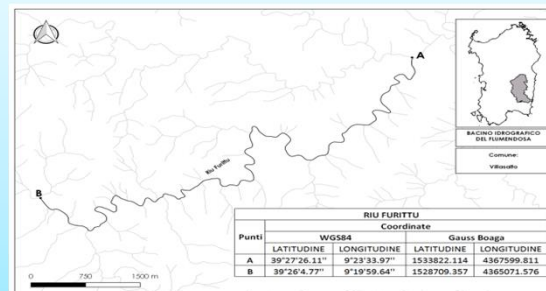 A
Riu Furittu
B
0 750 1500 m
BACINO IDROGRAFICO
DEL FLUMENDOSA
Comune:
Villasalto
RIU FURITTU
Punti Coordinate
WGS84 Gauss Boaga
LATITUDINE LONGITUDINE LATITUDINE LONGITUDINE
A 39°27'26.11" 9°23'33.97" 1533822.114 4367599.811
B 39°26'4.77" 9°19'59.64" 1528709.357 4365071.576